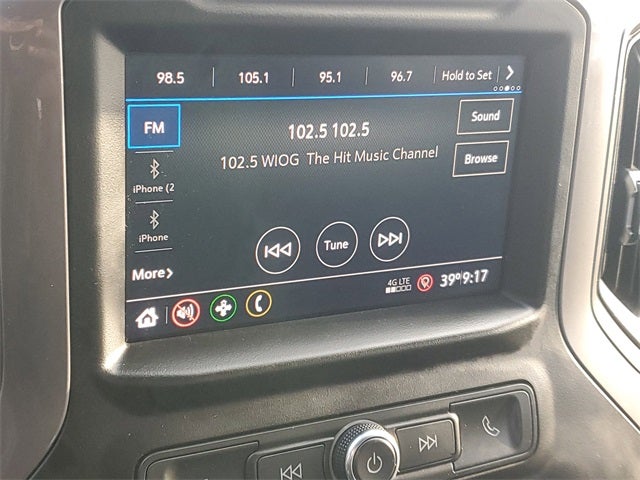 98.5 105.1 95.1 96.7 Hold to Set
FM
102.5 102.5
Sound
102.5 WIOG The Hit Music Channel
Browse
iPhone (2
iPhone
Tune
More
4G LTE
39° 9:17